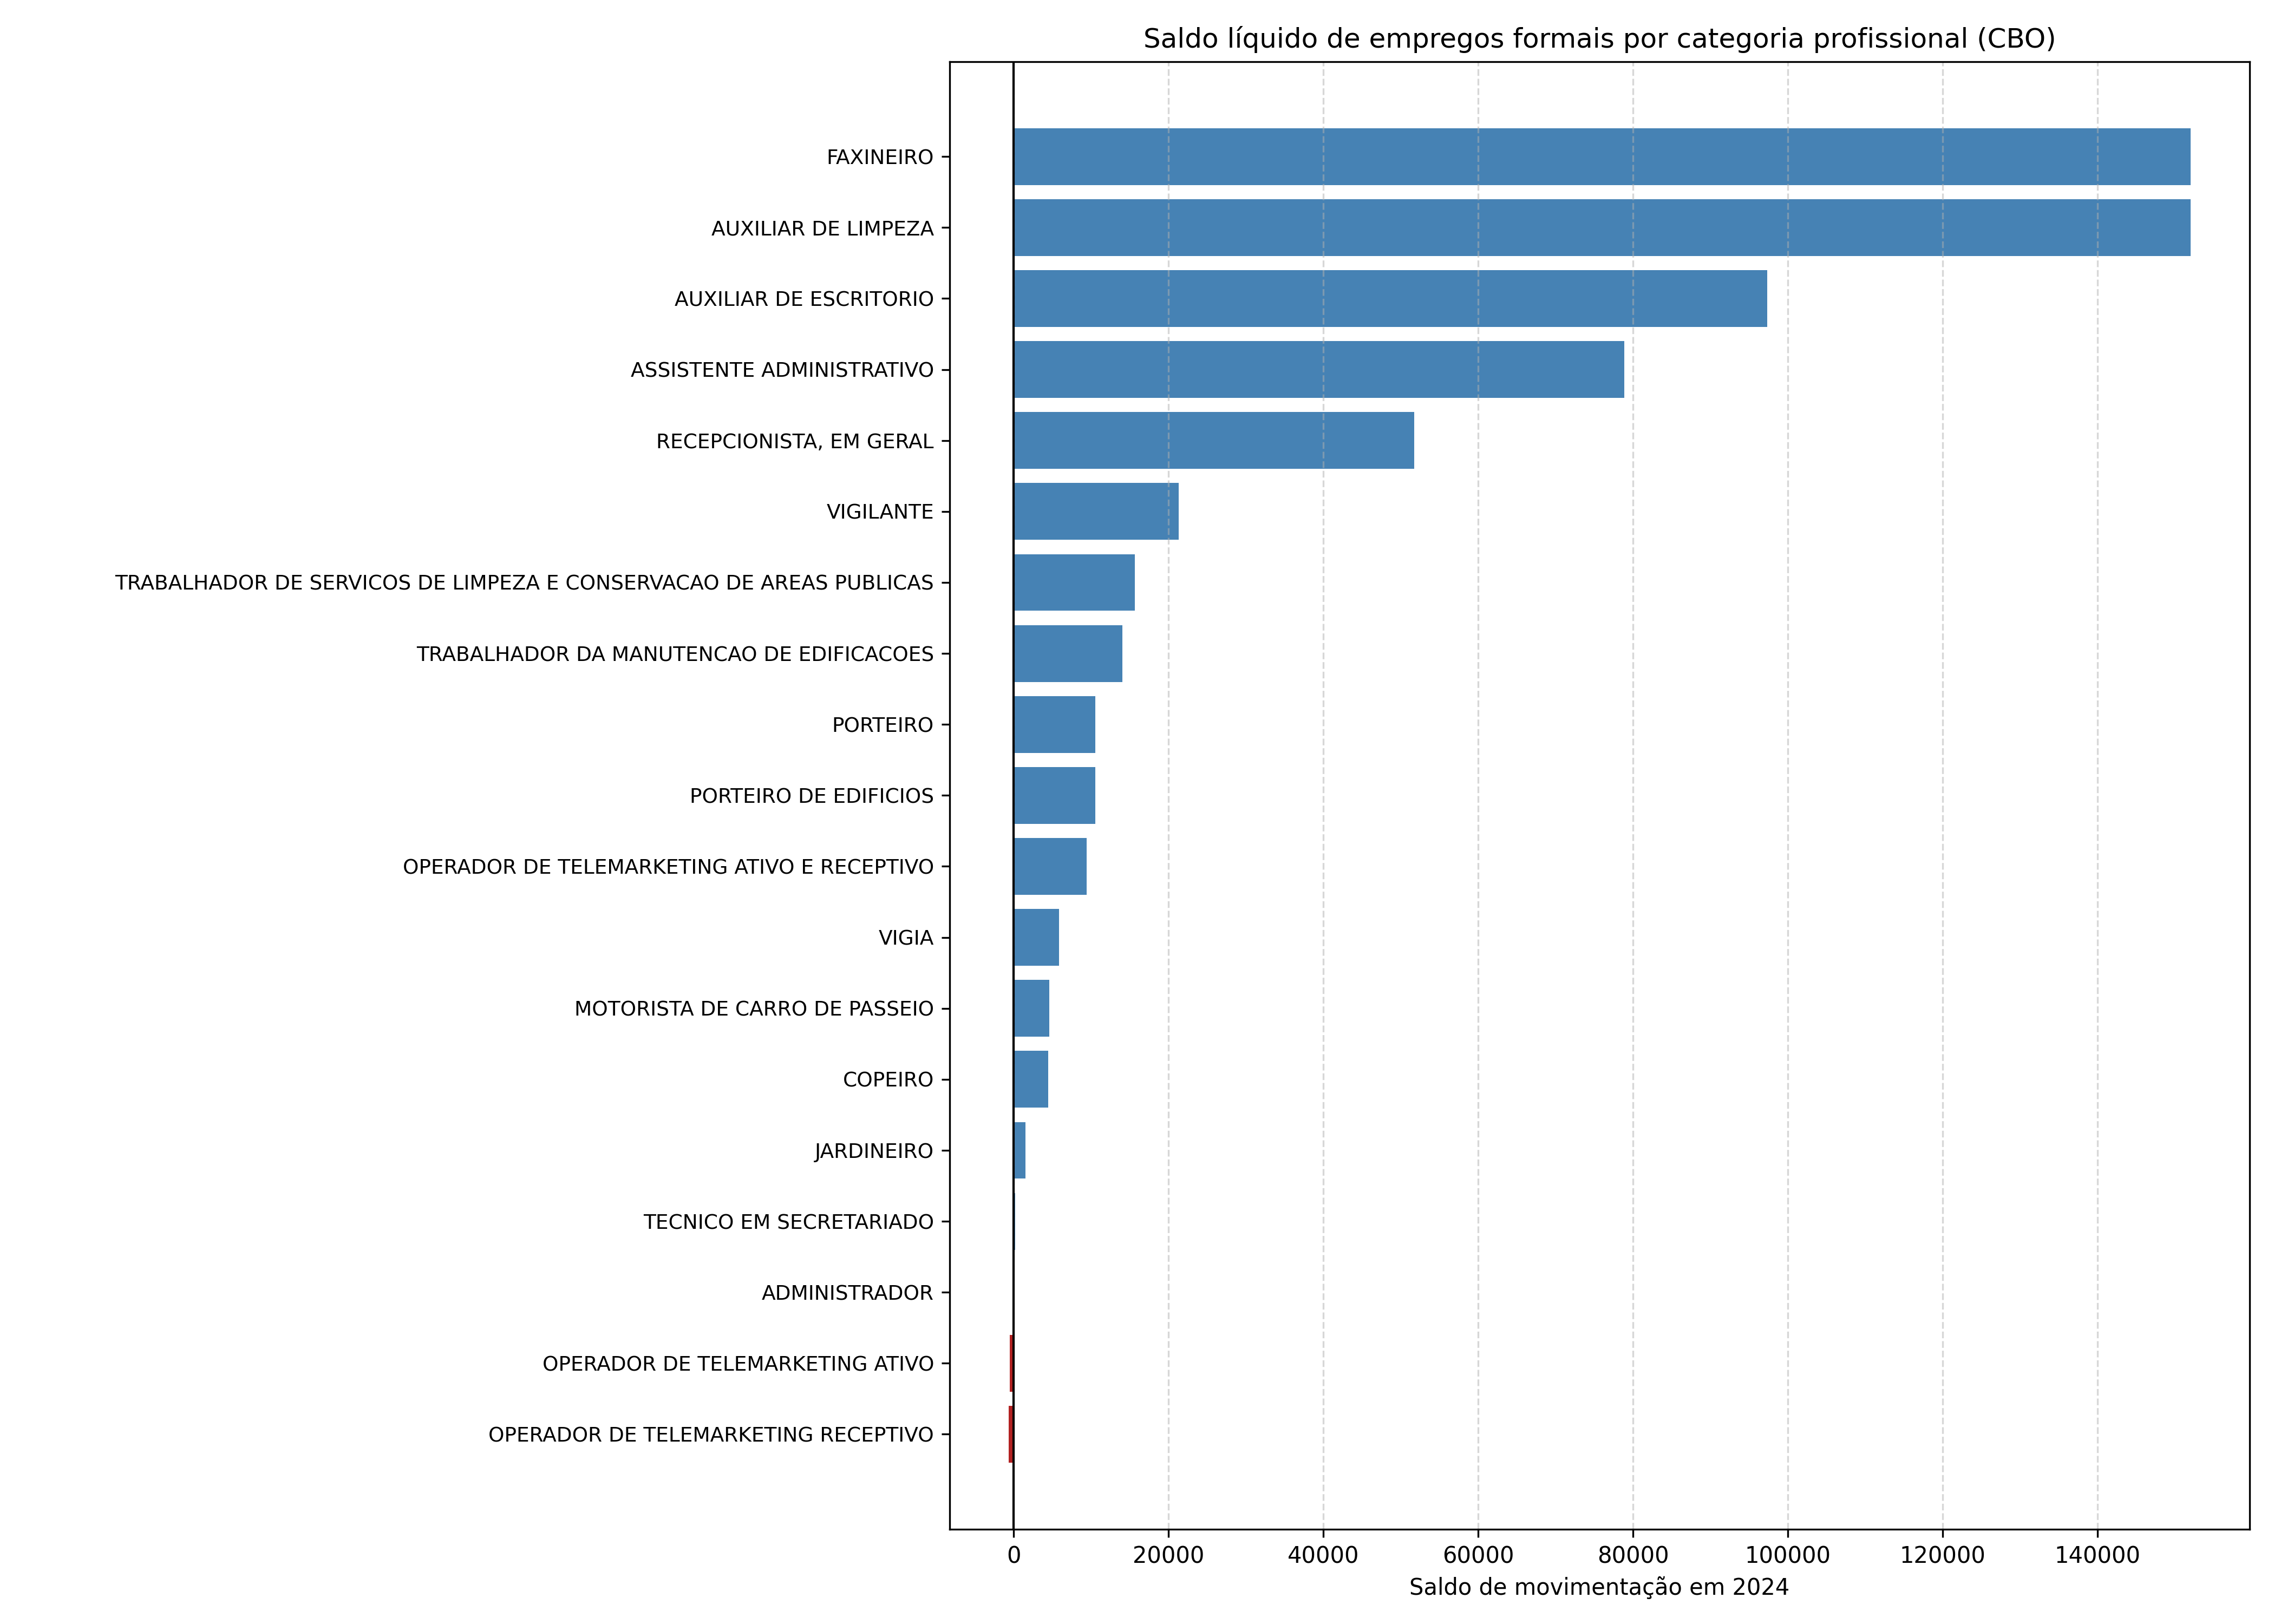 Saldo líquido de empregos formais por categoria profissional (CBO)
FAXINEIRO
AUXILIAR DE LIMPEZA
AUXILIAR DE ESCRITORIO
ASSISTENTE ADMINISTRATIVO
RECEPCIONISTA, EM GERAL
VIGILANTE
TRABALHADOR DE SERVICOS DE LIMPEZA E CONSERVACAO DE AREAS PUBLICAS
TRABALHADOR DA MANUTENCAO DE EDIFICACOES
PORTEIRO
PORTEIRO DE EDIFICIOS
OPERADOR DE TELEMARKETING ATIVO E RECEPTIVO
VIGIA
MOTORISTA DE CARRO DE PASSEIO
COPEIRO
JARDINEIRO
TECNICO EM SECRETARIADO
ADMINISTRADOR
OPERADOR DE TELEMARKETING ATIVO
OPERADOR DE TELEMARKETING RECEPTIVO
0 20000 40000 60000 80000 100000 120000 140000
Saldo de movimentação em 2024